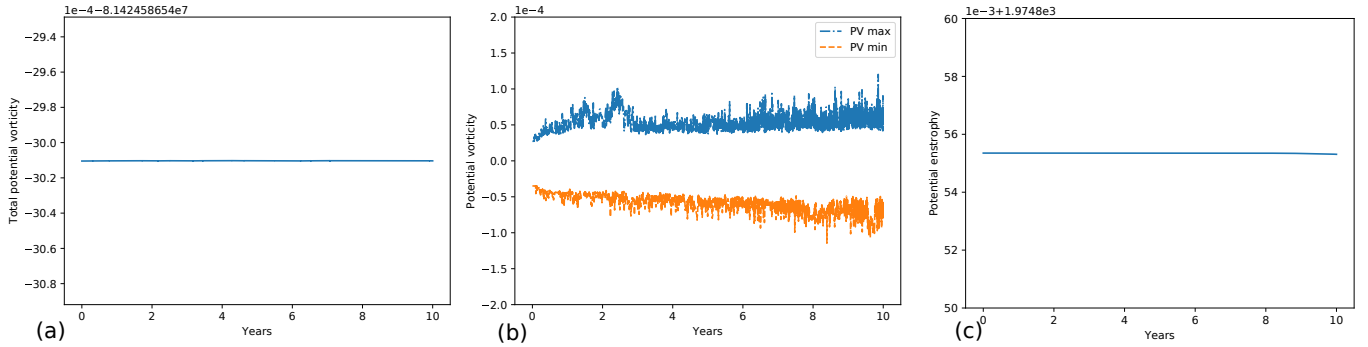 1e−4−8.142458654e7
−29.4
−29.6
−29.8
−30.0
−30.2
−30.4
−30.6
−30.8
Total potential vorticity
0 2 4 6 8 10
Years
(a)
1e−4
2.0
1.5
1.0
0.5
0.0
−0.5
−1.0
−1.5
−2.0
Potential vorticity
PV max
PV min
0 2 4 6 8 10
Years
(b)
1e−3+1.9748e3
60
58
56
54
52
50
Potential enstrophy
0 2 4 6 8 10
Years
(c)